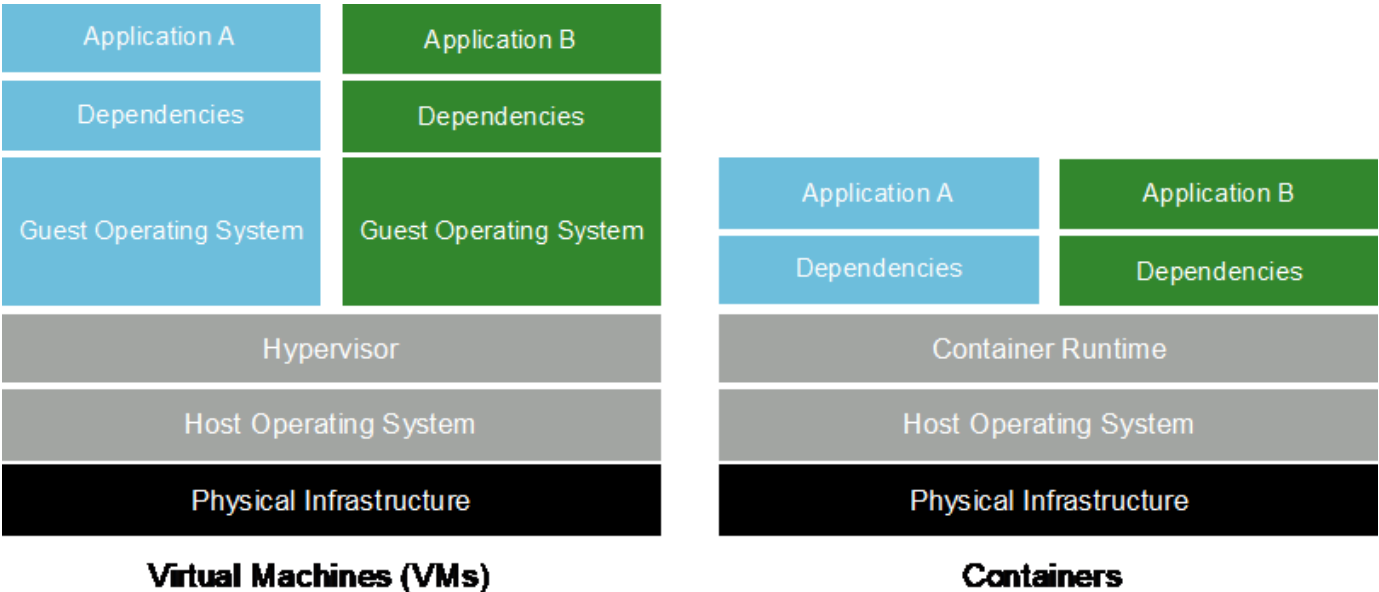 Application A
Application B
Dependencies
Dependencies
Guest Operating System
Guest Operating System
Hypervisor
Host Operating System
Physical Infrastructure
Virtual Machines (VMs)
Application A
Application B
Dependencies
Dependencies
Container Runtime
Host Operating System
Physical Infrastructure
Containers